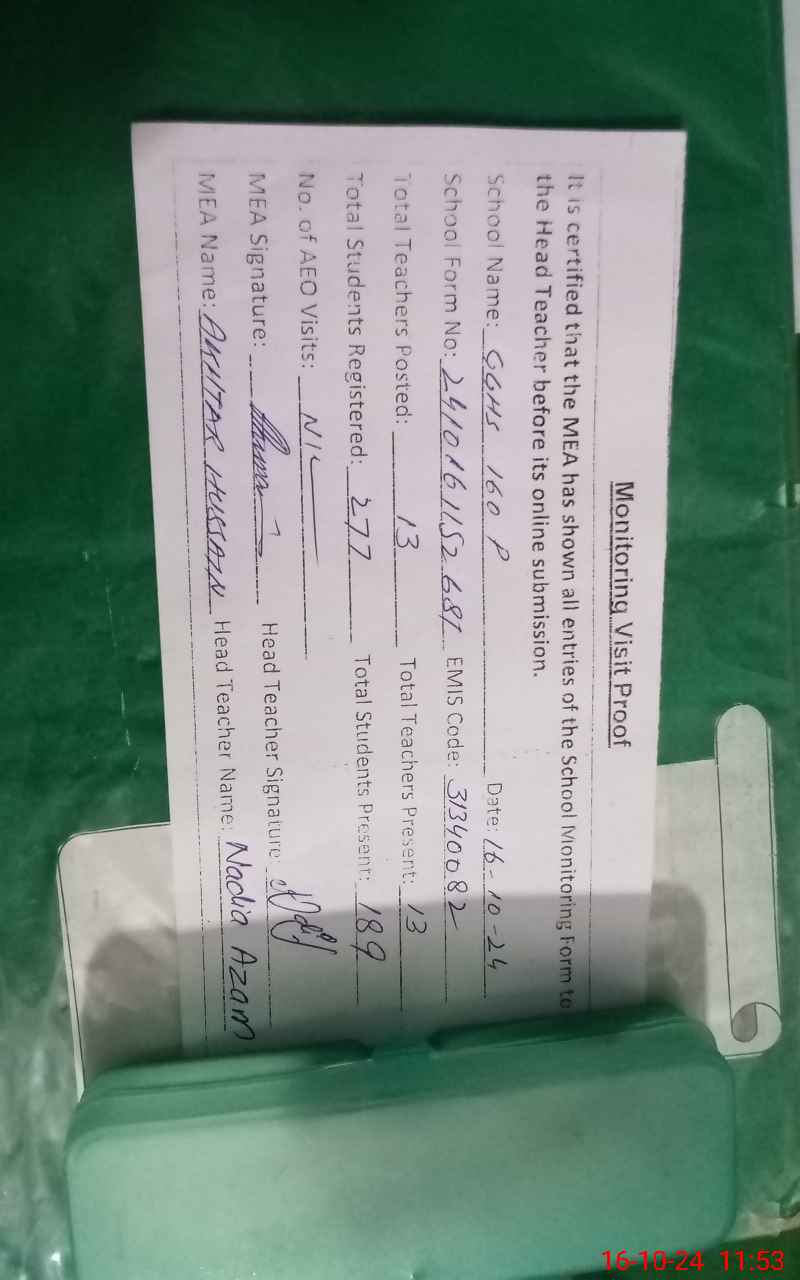 Monitoring Visit Proof
It is certified that the MEA has shown all entries of the School Monitoring Form to
the Head Teacher before its online submission.
School Name: GGHS 160 P Date: 16-10-24
School Form No: 2410161152681 EMIS Code: 31340082
Total Teachers Posted: 13 Total Teachers Present: 13
Total Students Registered: 277 Total Students Present: 189
No. of AEO Visits: NIL
MEA Signature: Head Teacher Signature:
MEA Name: AKHTAR HUSSAIN Head Teacher Name: Nadia Azam
16-10-24 11:53